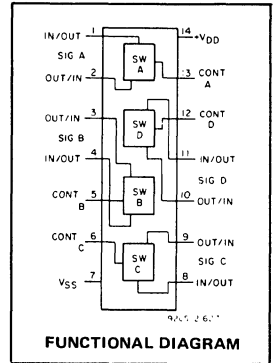 IN/OUT 1 14 +VDD
SIG A
OUT/IN 2 SW A 13 CONT A
OUT/IN 3 SW D 12 CONT D
SIG B
IN/OUT 4 11 IN/OUT
SIG D
CONT B 5 SW B 10 OUT/IN
CONT C 6 9 OUT/IN
SW C SIG C
VSS 7 8 IN/OUT
FUNCTIONAL DIAGRAM